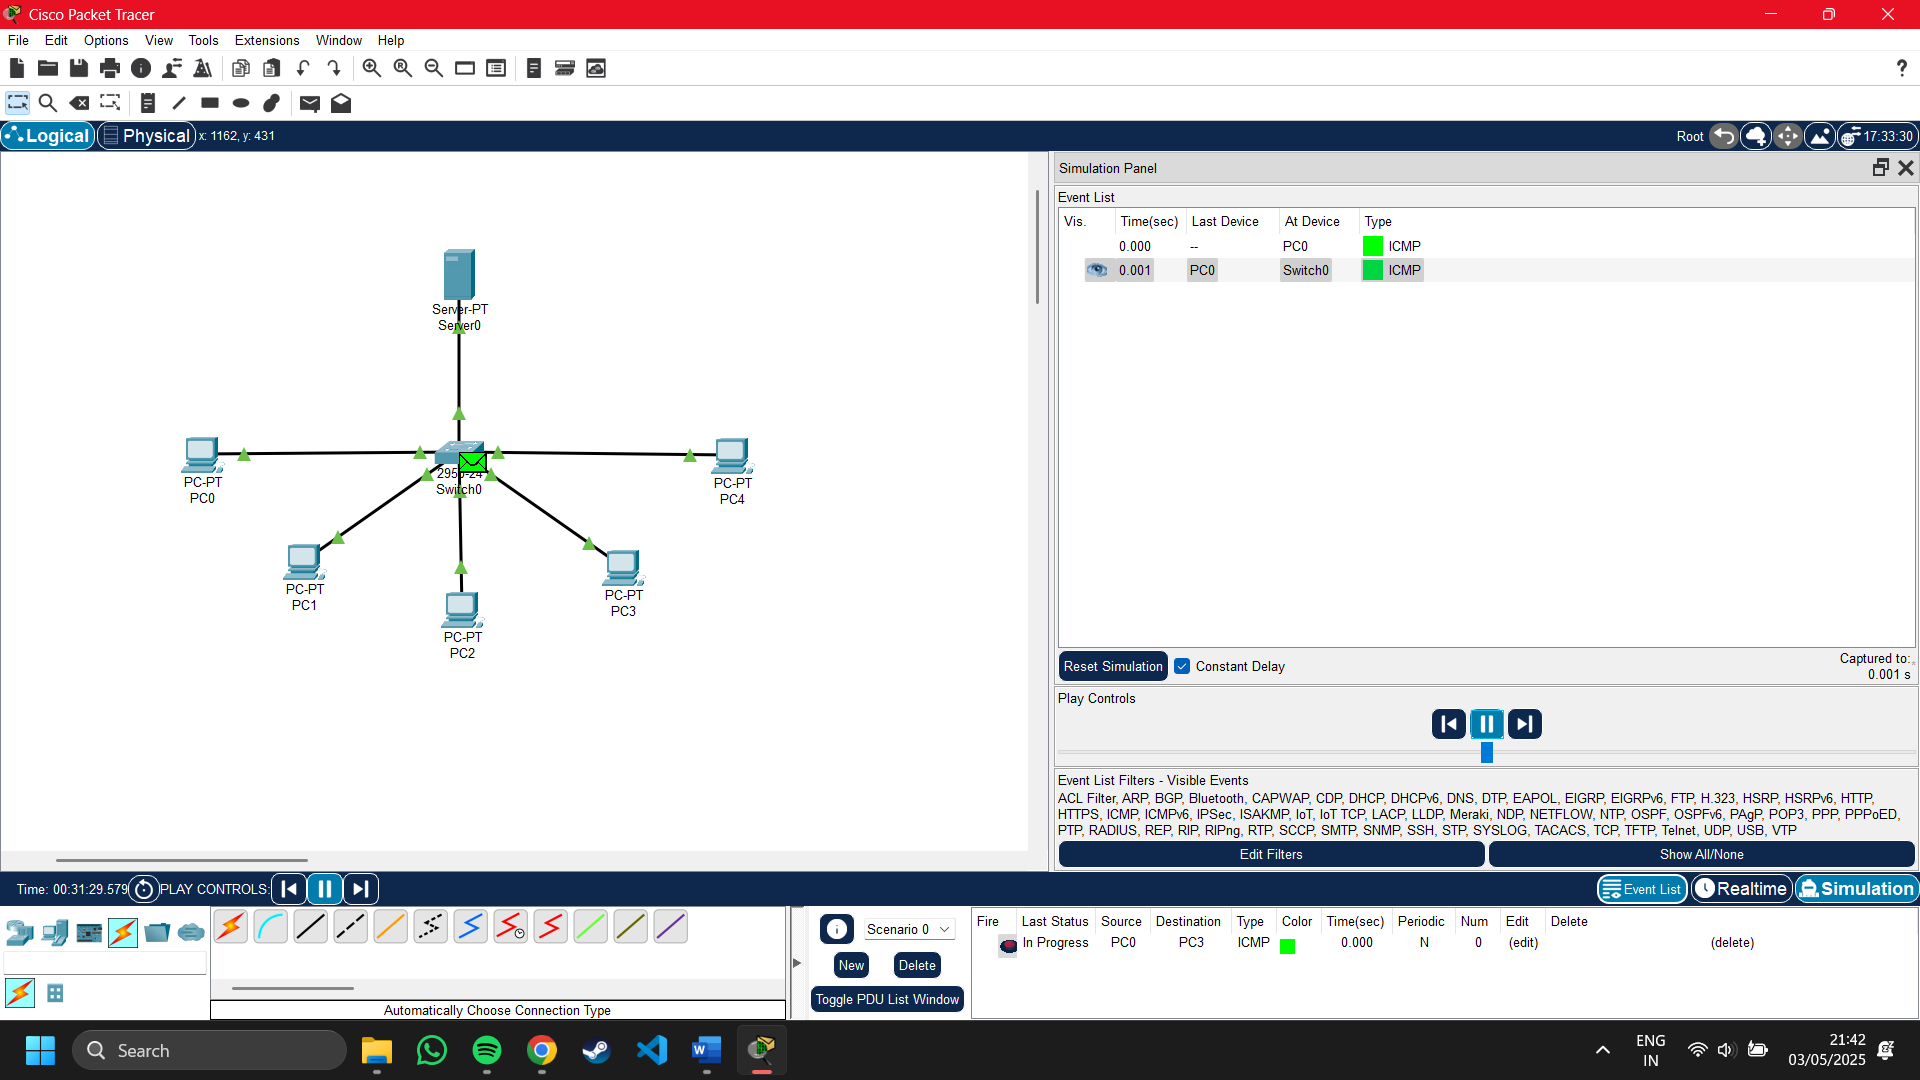 Cisco Packet Tracer
File Edit Options View Tools Extensions Window Help
?
Logical Physical x: 1162, y: 431 Root 17:33:30
Server-PT
Server0
PC-PT
PC0
Switch0
PC-PT
PC4
PC-PT
PC1
PC-PT
PC3
PC-PT
PC2
Simulation Panel
Event List
Vis. Time(sec) Last Device At Device Type
0.000 -- PC0 ICMP
0.001 PC0 Switch0 ICMP
Reset Simulation Constant Delay
Captured to:
0.001 s
Play Controls
Event List Filters - Visible Events
ACL Filter, ARP, BGP, Bluetooth, CAPWAP, CDP, DHCP, DHCPv6, DNS, DTP, EAPOL, EIGRP, EIGRPv6, FTP, H.323, HSRP, HSRPv6, HTTP,
HTTPS, ICMP, ICMPv6, IPSec, ISAKMP, IoT, IoT TCP, LACP, LLDP, Meraki, NDP, NETFLOW, NTP, OSPF, OSPFv6, PAgP, POP3, PPP, PPPoED,
PTP, RADIUS, REP, RIP, RIPng, RTP, SCCP, SMTP, SNMP, SSH, STP, SYSLOG, TACACS, TCP, TFTP, Telnet, UDP, USB, VTP
Edit Filters Show All/None
Time: 00:31:29.579 PLAY CONTROLS: Event List Realtime Simulation
Automatically Choose Connection Type
Scenario 0
New Delete
Toggle PDU List Window
Fire Last Status Source Destination Type Color Time(sec) Periodic Num Edit Delete
In Progress PC0 PC3 ICMP 0.000 N 0 (edit) (delete)
Search
ENG
IN
21:42
03/05/2025